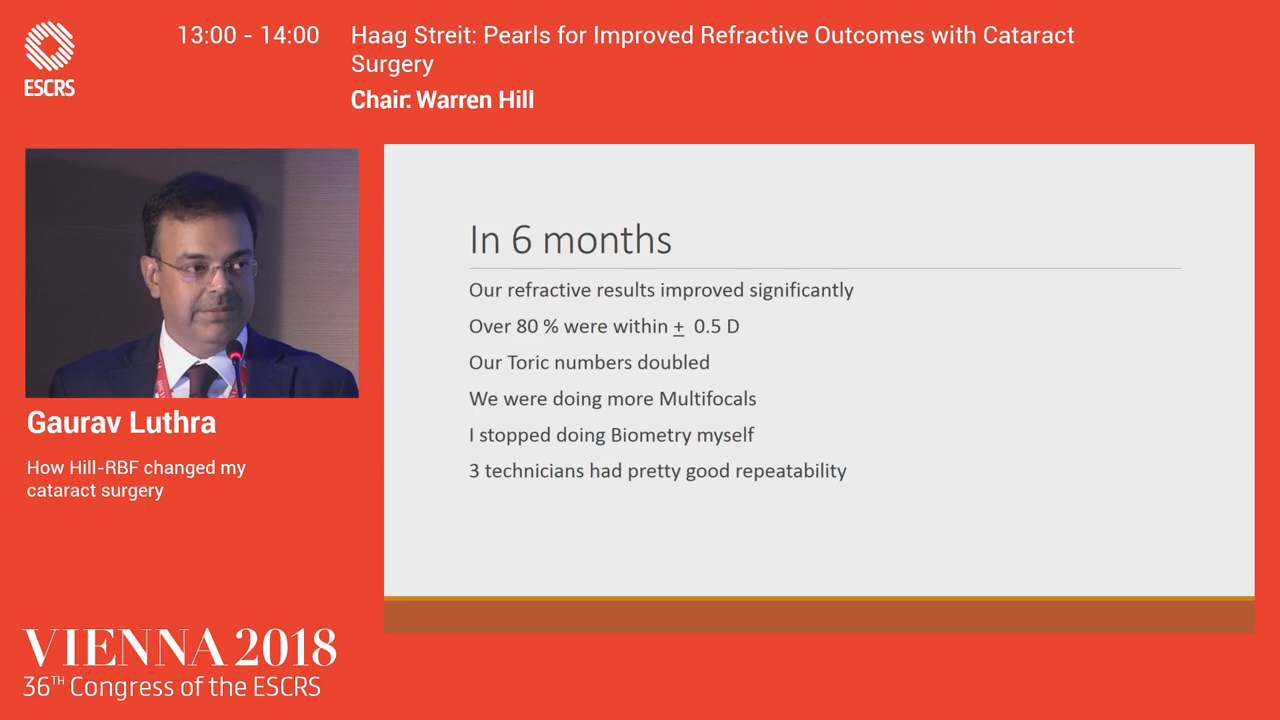 ESCRS
13:00 - 14:00
Haag Streit: Pearls for Improved Refractive Outcomes with Cataract
Surgery
Chair: Warren Hill
In 6 months
Our refractive results improved significantly
Over 80 % were within ± 0.5 D
Our Toric numbers doubled
We were doing more Multifocals
I stopped doing Biometry myself
3 technicians had pretty good repeatability
Gaurav Luthra
How Hill-RBF changed my
cataract surgery
VIENNA 2018
36TH Congress of the ESCRS